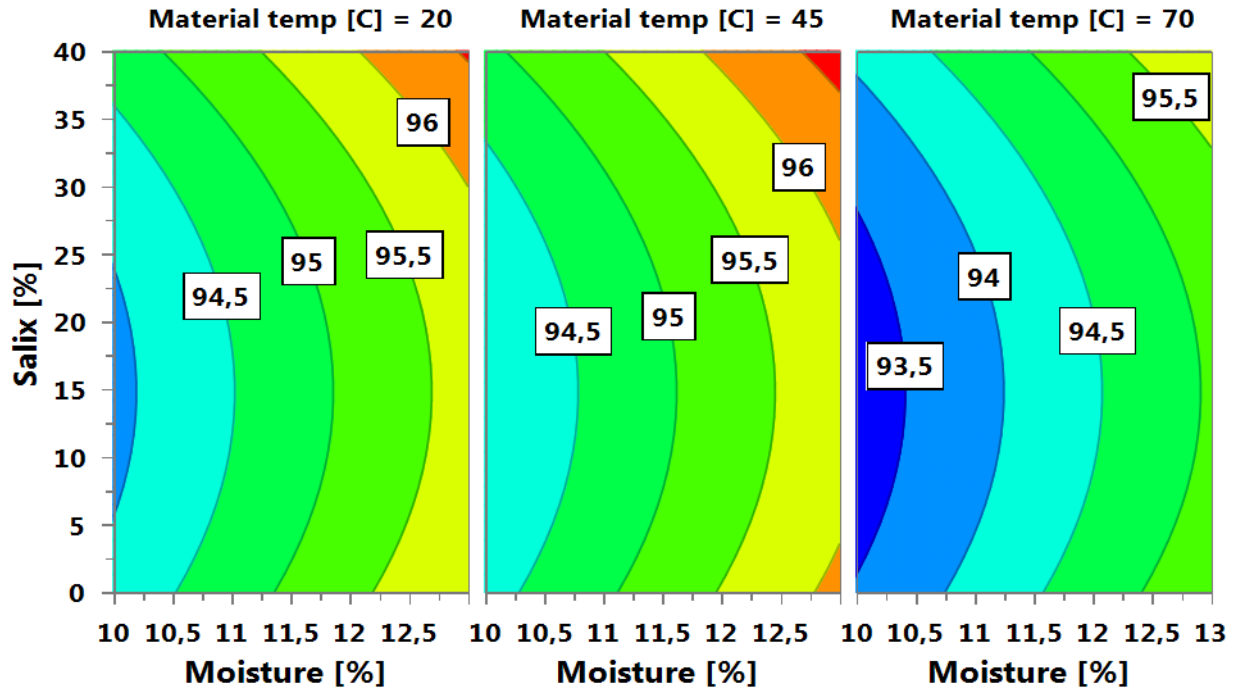 Material temp [C] = 20
Material temp [C] = 45
Material temp [C] = 70
Salix [%]
40
35
30
25
20
15
10
5
0
96
95,5
95
94,5
96
95,5
95
94,5
95,5
94
94,5
93,5
10 10,5 11 11,5 12 12,5
10 10,5 11 11,5 12 12,5
10 10,5 11 11,5 12 12,5 13
Moisture [%]
Moisture [%]
Moisture [%]